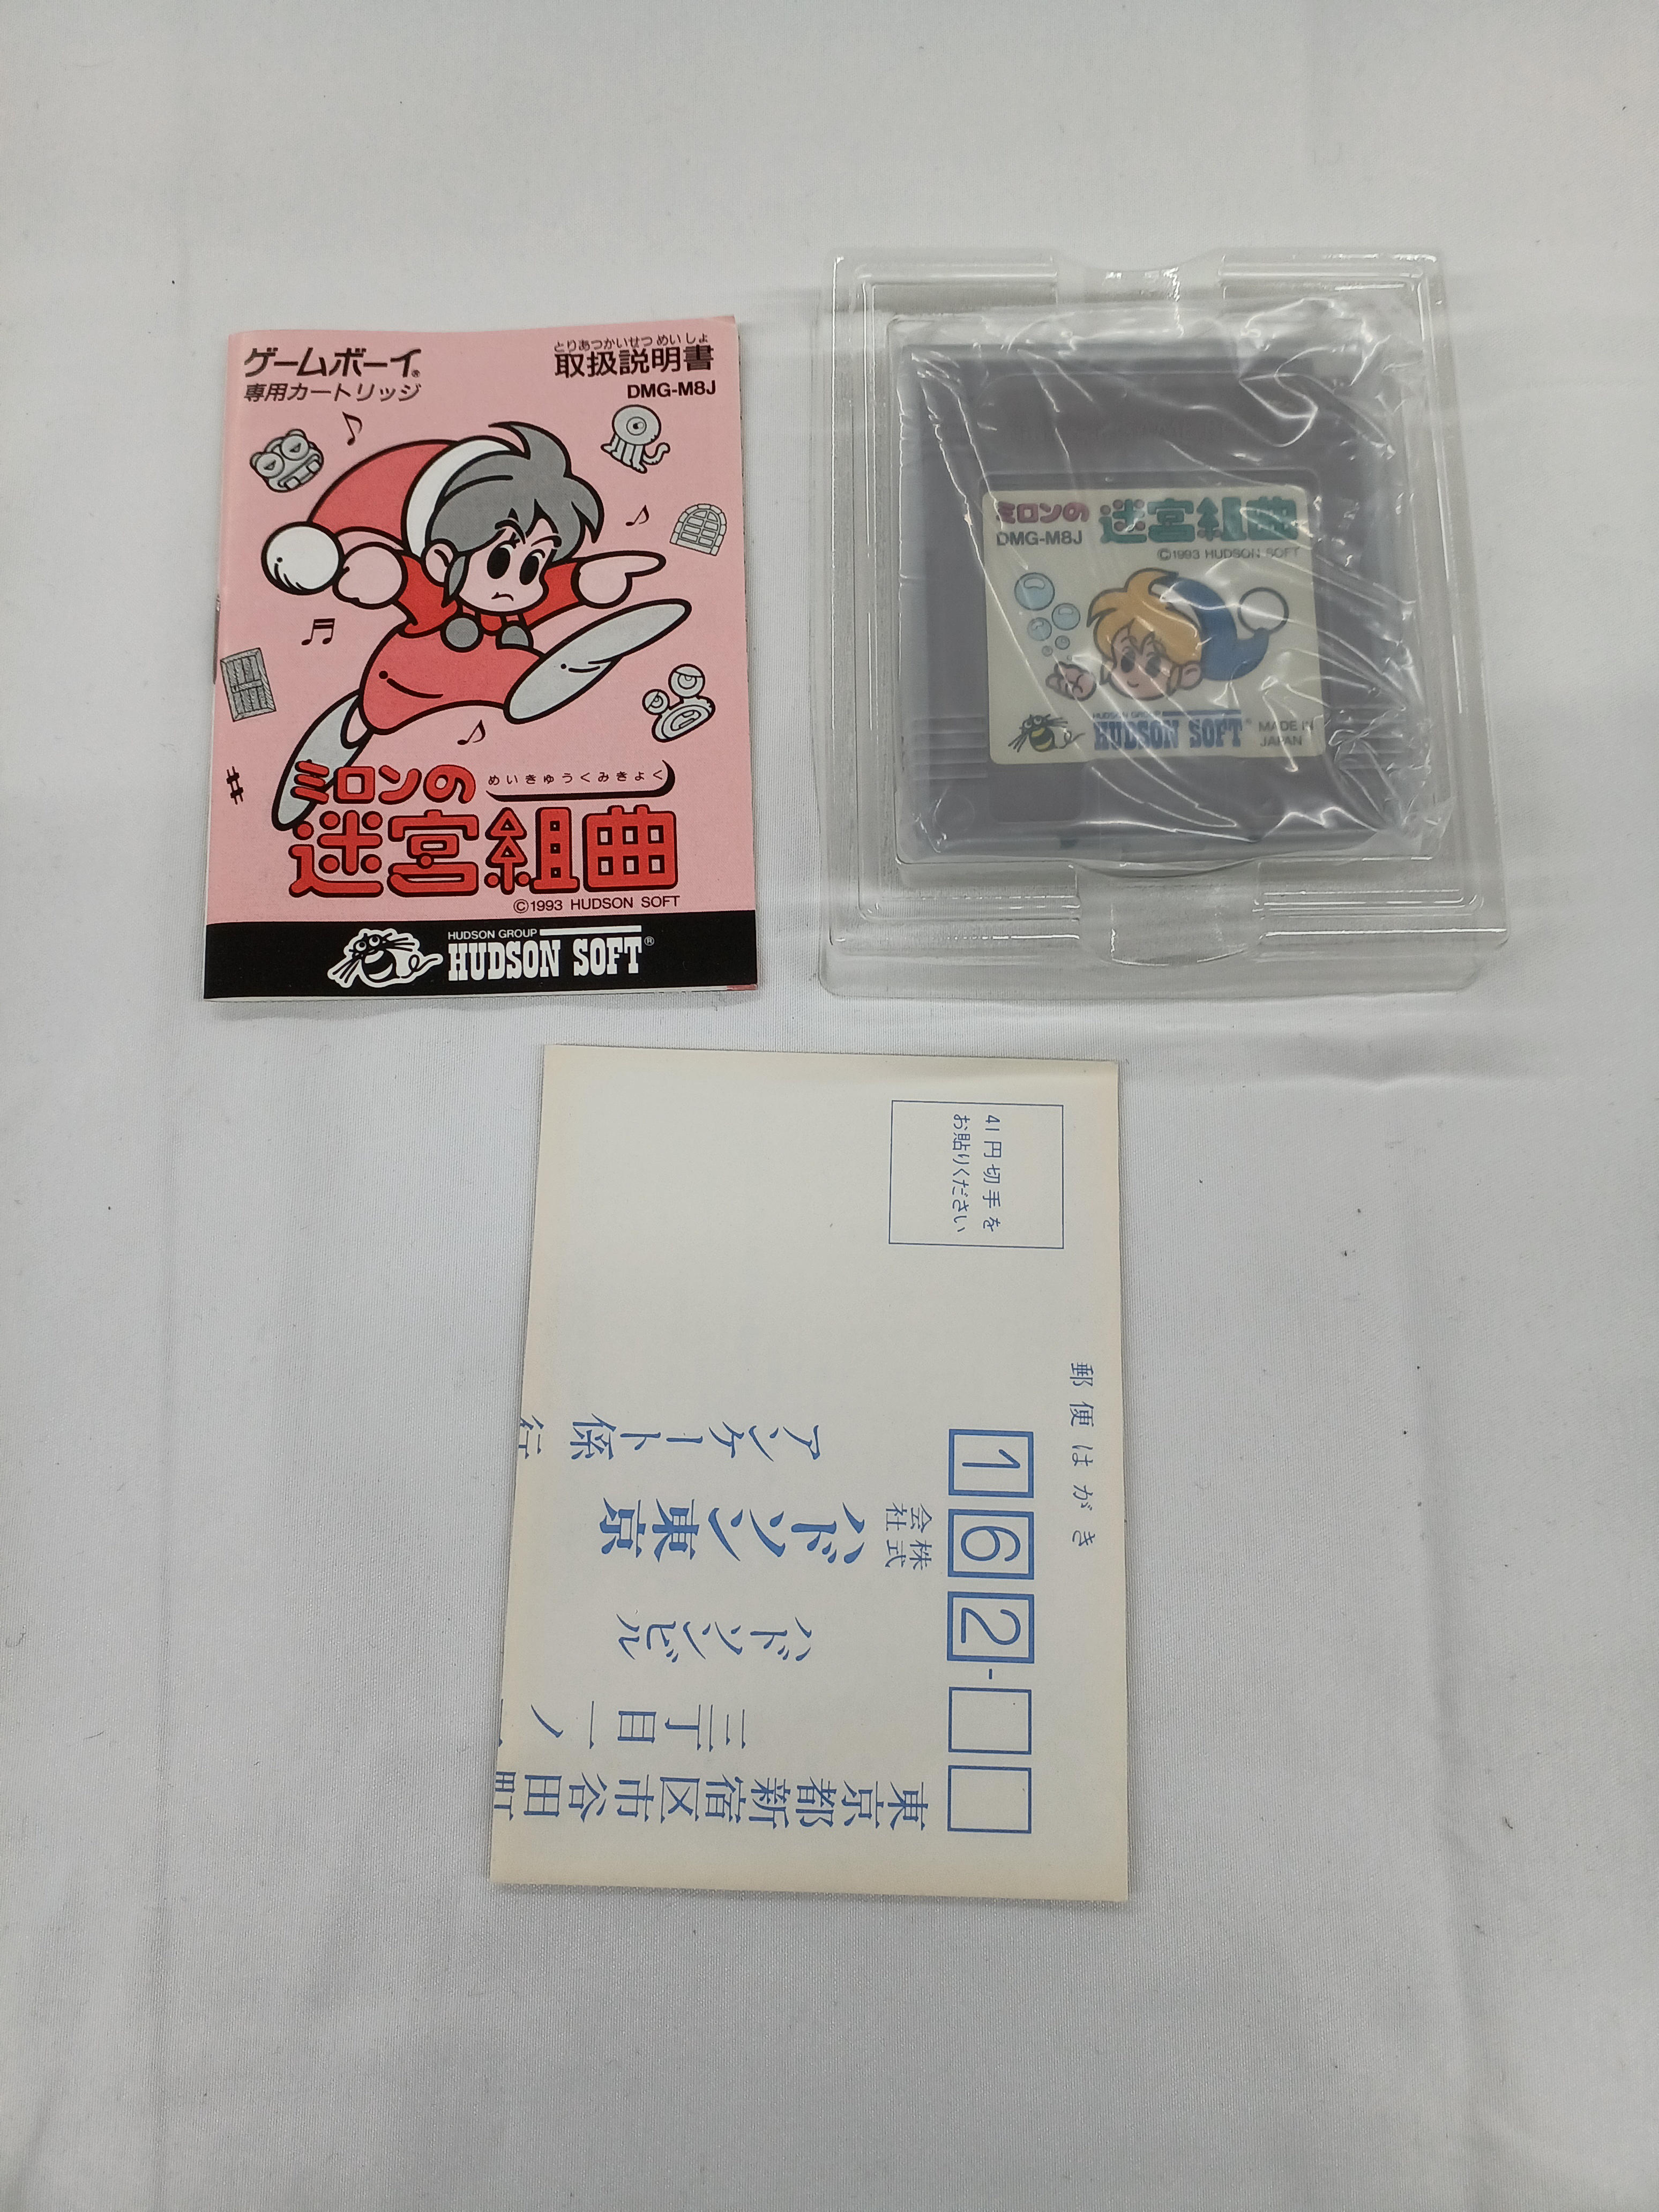 ゲームボーイ®
専用カートリッジ
とりあつかいせつめいしょ
取扱説明書
DMG-M8J
ミロンの
めいきゅうくみきょく
迷宮組曲
©1993 HUDSON SOFT
HUDSON GROUP
HUDSON SOFT®
ミロンの 迷宮組曲
DMG-M8J
©1993 HUDSON SOFT
HUDSON GROUP
HUDSON SOFT®
MADE IN
JAPAN
41円切手を
お貼りください
郵便はがき
162-
東京都新宿区市谷田町
三丁目一ノ
ハドソンビル
株式会社
ハドソン東京
アンケート係 行